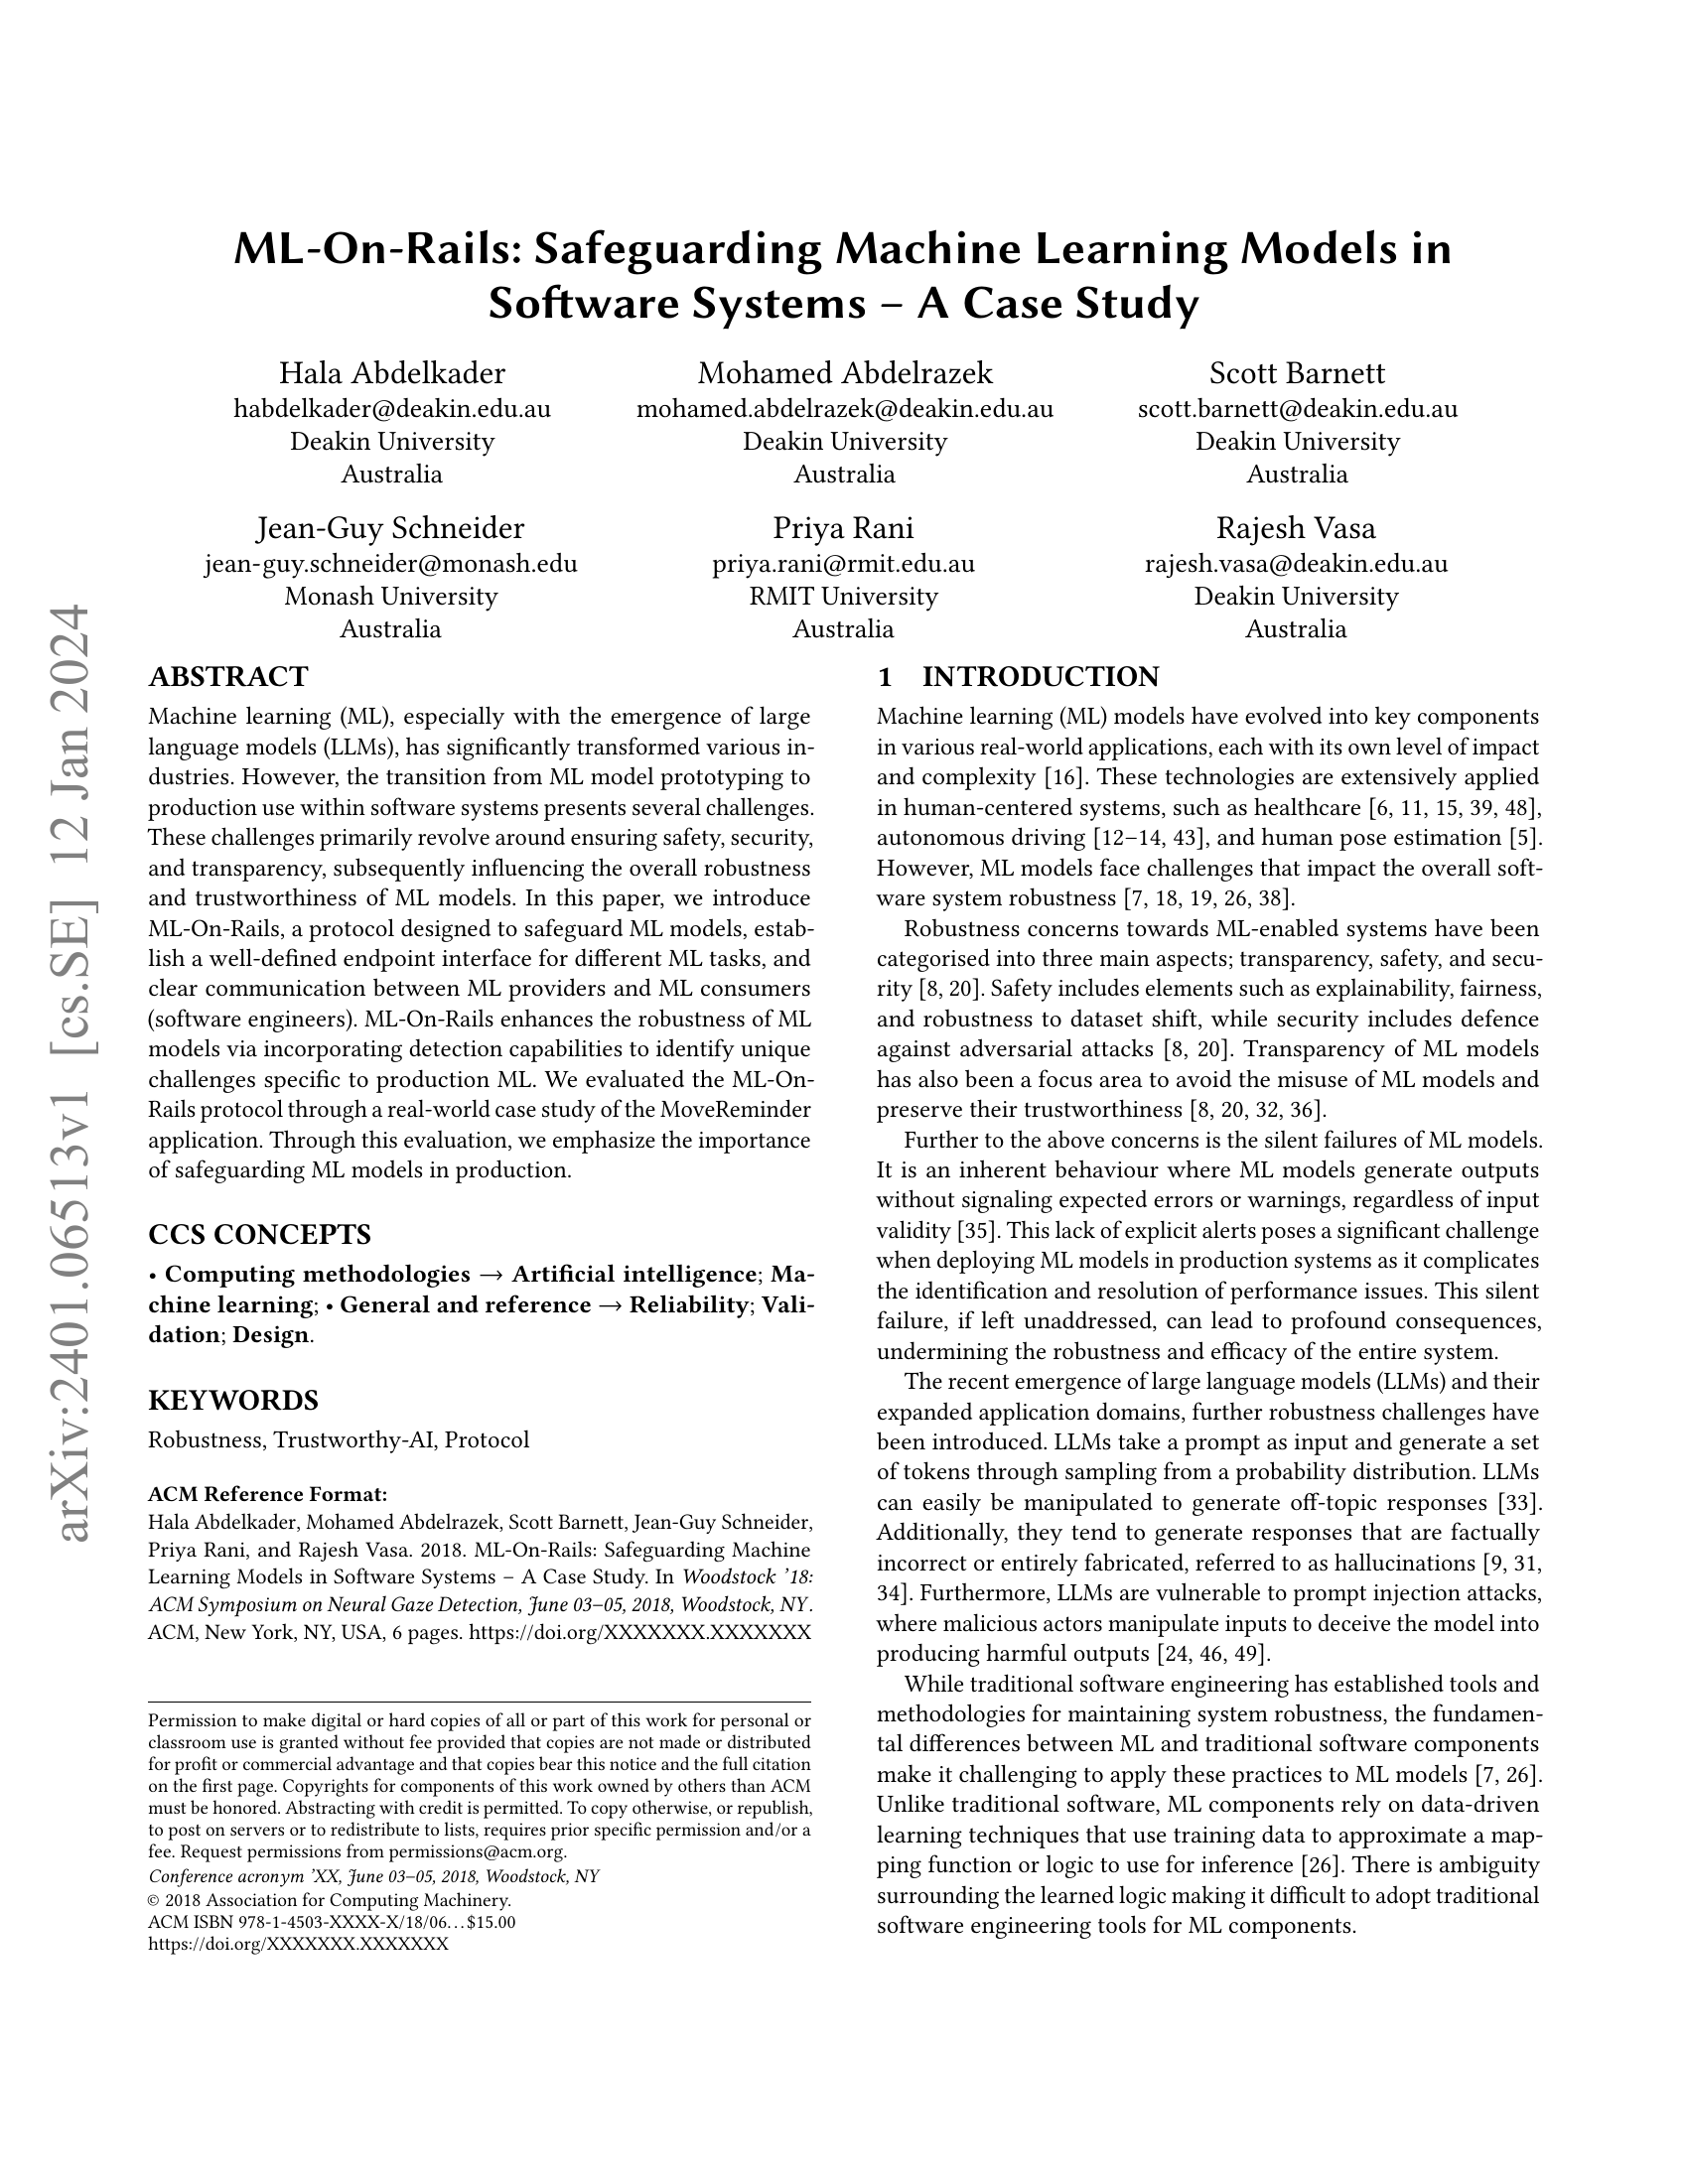 arXiv:2401.06513v1 [cs.SE] 12 Jan 2024
ML-On-Rails: Safeguarding Machine Learning Models in
Software Systems – A Case Study
Hala Abdelkader
habdelkader@deakin.edu.au
Deakin University
Australia
Mohamed Abdelrazek
mohamed.abdelrazek@deakin.edu.au
Deakin University
Australia
Scott Barnett
scott.barnett@deakin.edu.au
Deakin University
Australia
Jean-Guy Schneider
jean-guy.schneider@monash.edu
Monash University
Australia
Priya Rani
priya.rani@rmit.edu.au
RMIT University
Australia
Rajesh Vasa
rajesh.vasa@deakin.edu.au
Deakin University
Australia
ABSTRACT
Machine learning (ML), especially with the emergence of large
language models (LLMs), has significantly transformed various in-
dustries. However, the transition from ML model prototyping to
production use within software systems presents several challenges.
These challenges primarily revolve around ensuring safety, security,
and transparency, subsequently influencing the overall robustness
and trustworthiness of ML models. In this paper, we introduce
ML-On-Rails, a protocol designed to safeguard ML models, estab-
lish a well-defined endpoint interface for different ML tasks, and
clear communication between ML providers and ML consumers
(software engineers). ML-On-Rails enhances the robustness of ML
models via incorporating detection capabilities to identify unique
challenges specific to production ML. We evaluated the ML-On-
Rails protocol through a real-world case study of the MoveReminder
application. Through this evaluation, we emphasize the importance
of safeguarding ML models in production.
CCS CONCEPTS
• Computing methodologies → Artificial intelligence; Ma-
chine learning; • General and reference → Reliability; Vali-
dation; Design.
KEYWORDS
Robustness, Trustworthy-AI, Protocol
ACM Reference Format:
Hala Abdelkader, Mohamed Abdelrazek, Scott Barnett, Jean-Guy Schneider,
Priya Rani, and Rajesh Vasa. 2018. ML-On-Rails: Safeguarding Machine
Learning Models in Software Systems – A Case Study. In Woodstock ’18:
ACM Symposium on Neural Gaze Detection, June 03–05, 2018, Woodstock, NY.
ACM, New York, NY, USA, 6 pages. https://doi.org/XXXXXXX.XXXXXXX
Permission to make digital or hard copies of all or part of this work for personal or
classroom use is granted without fee provided that copies are not made or distributed
for profit or commercial advantage and that copies bear this notice and the full citation
on the first page. Copyrights for components of this work owned by others than ACM
must be honored. Abstracting with credit is permitted. To copy otherwise, or republish,
to post on servers or to redistribute to lists, requires prior specific permission and/or a
fee. Request permissions from permissions@acm.org.
Conference acronym ’XX, June 03–05, 2018, Woodstock, NY
© 2018 Association for Computing Machinery.
ACM ISBN 978-1-4503-XXXX-X/18/06…$15.00
https://doi.org/XXXXXXX.XXXXXXX
1 INTRODUCTION
Machine learning (ML) models have evolved into key components
in various real-world applications, each with its own level of impact
and complexity [16]. These technologies are extensively applied
in human-centered systems, such as healthcare [6, 11, 15, 39, 48],
autonomous driving [12–14, 43], and human pose estimation [5].
However, ML models face challenges that impact the overall soft-
ware system robustness [7, 18, 19, 26, 38].
Robustness concerns towards ML-enabled systems have been
categorised into three main aspects; transparency, safety, and secu-
rity [8, 20]. Safety includes elements such as explainability, fairness,
and robustness to dataset shift, while security includes defence
against adversarial attacks [8, 20]. Transparency of ML models
has also been a focus area to avoid the misuse of ML models and
preserve their trustworthiness [8, 20, 32, 36].
Further to the above concerns is the silent failures of ML models.
It is an inherent behaviour where ML models generate outputs
without signaling expected errors or warnings, regardless of input
validity [35]. This lack of explicit alerts poses a significant challenge
when deploying ML models in production systems as it complicates
the identification and resolution of performance issues. This silent
failure, if left unaddressed, can lead to profound consequences,
undermining the robustness and efficacy of the entire system.
The recent emergence of large language models (LLMs) and their
expanded application domains, further robustness challenges have
been introduced. LLMs take a prompt as input and generate a set
of tokens through sampling from a probability distribution. LLMs
can easily be manipulated to generate off-topic responses [33].
Additionally, they tend to generate responses that are factually
incorrect or entirely fabricated, referred to as hallucinations [9, 31,
34]. Furthermore, LLMs are vulnerable to prompt injection attacks,
where malicious actors manipulate inputs to deceive the model into
producing harmful outputs [24, 46, 49].
While traditional software engineering has established tools and
methodologies for maintaining system robustness, the fundamen-
tal differences between ML and traditional software components
make it challenging to apply these practices to ML models [7, 26].
Unlike traditional software, ML components rely on data-driven
learning techniques that use training data to approximate a map-
ping function or logic to use for inference [26]. There is ambiguity
surrounding the learned logic making it difficult to adopt traditional
software engineering tools for ML components.